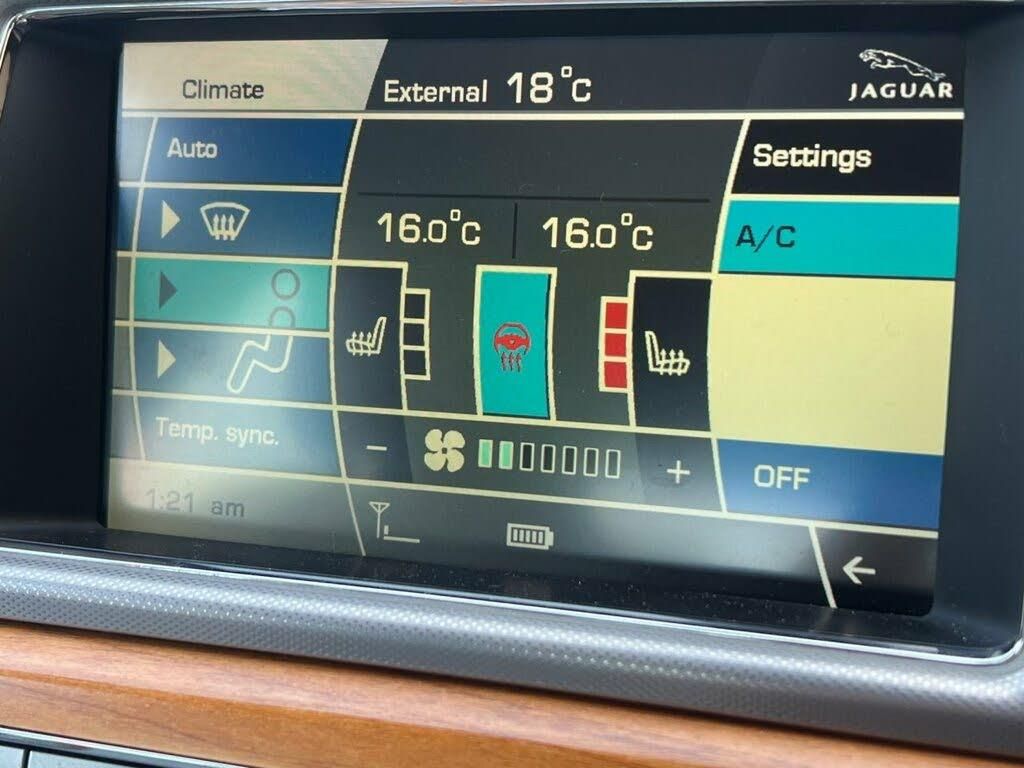 Climate
External 18°C
JAGUAR
Auto
Settings
16.0°C
16.0°C
A/C
Temp. sync.
-
+
OFF
1:21 am